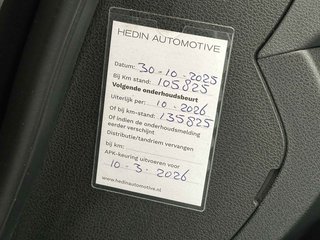 HEDIN AUTOMOTIVE
Datum: 30-10-2025
Bij Km stand: 105825
Volgende onderhoudsbeurt
Uiterlijk per: 10-2026
Of bij km-stand: 135825
Of indien de onderhoudsmelding
eerder verschijnt
Distributie/tandriem vervangen
bij km:
APK-keuring uitvoeren voor
10-3-2026
www.hedinautomotive.nl